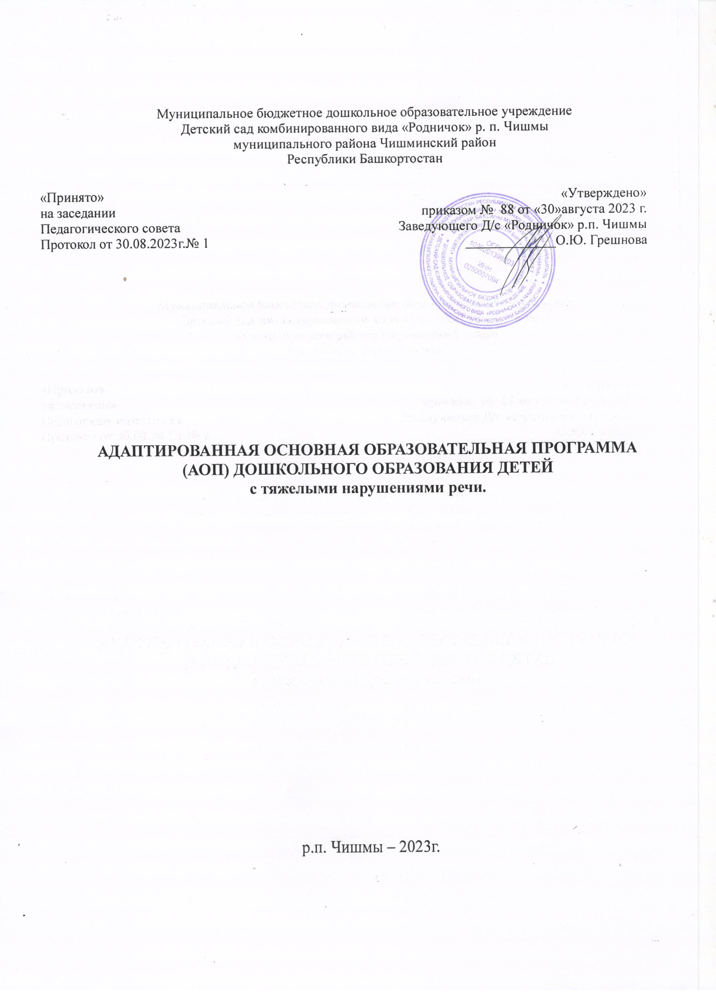 Муниципальное бюджетное дошкольное образовательное учреждение
Детский сад комбинированного вида «Родничок» р. п. Чишмы
муниципального района Чишминский район
Республики Башкортостан
«Принято»
на заседании
Педагогического совета
Протокол от 30.08.2023г.№ 1
«Утверждено»
приказом № 88 от «30»августа 2023 г.
Заведующего Д/с «Родничок» р.п. Чишмы
О.Ю. Грешнова
ОГРН
1020201396203
ИНН
0250007094
МУНИЦИПАЛЬНОЕ БЮДЖЕТНОЕ
ДОШКОЛЬНОЕ ОБРАЗОВАТЕЛЬНОЕ УЧРЕЖДЕНИЕ
ДЕТСКИЙ САД КОМБИНИРОВАННОГО ВИДА «РОДНИЧОК» р.п. ЧИШМЫ
МУНИЦИПАЛЬНОГО РАЙОНА ЧИШМИНСКИЙ РАЙОН РЕСПУБЛИКИ БАШКОРТОСТАН
АДАПТИРОВАННАЯ ОСНОВНАЯ ОБРАЗОВАТЕЛЬНАЯ ПРОГРАММА
(АОП) ДОШКОЛЬНОГО ОБРАЗОВАНИЯ ДЕТЕЙ
с тяжелыми нарушениями речи.
р.п. Чишмы – 2023г.